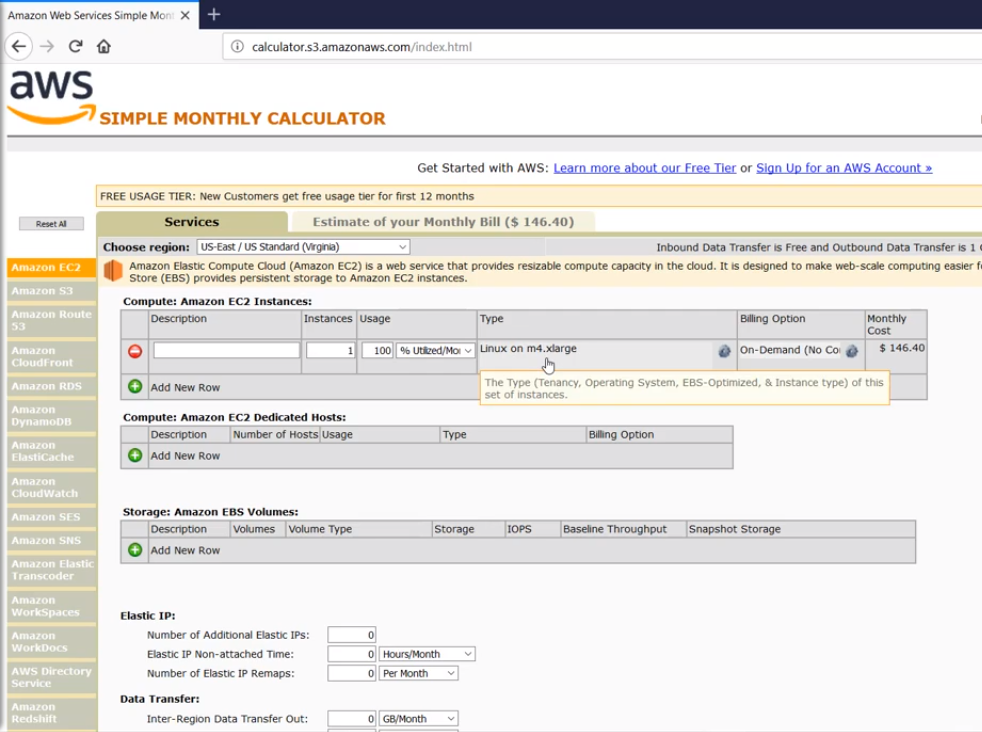 Amazon Web Services Simple Mon
calculator.s3.amazonaws.com/index.html
aws
SIMPLE MONTHLY CALCULATOR
Get Started with AWS: Learn more about our Free Tier or Sign Up for an AWS Account »
FREE USAGE TIER: New Customers get free usage tier for first 12 months
Reset All
Services Estimate of your Monthly Bill ($ 146.40)
Choose region: US-East / US Standard (Virginia) Inbound Data Transfer is Free and Outbound Data Transfer is 1
Amazon EC2
Amazon S3
Amazon Route
53
Amazon
CloudFront
Amazon RDS
Amazon
DynamoDB
Amazon
ElastiCache
Amazon
CloudWatch
Amazon SES
Amazon SNS
Amazon Elastic
Transcoder
Amazon
WorkSpaces
Amazon
WorkDocs
AWS Directory
Service
Amazon
Redshift
Amazon Elastic Compute Cloud (Amazon EC2) is a web service that provides resizable compute capacity in the cloud. It is designed to make web-scale computing easier
Store (EBS) provides persistent storage to Amazon EC2 instances.
Compute: Amazon EC2 Instances:
Description Instances Usage Type Billing Option Monthly
Cost
1 100 % Utilized/Mo Linux on m4.xlarge On-Demand (No Co $ 146.40
Add New Row
The Type (Tenancy, Operating System, EBS-Optimized, & Instance type) of this
set of instances.
Compute: Amazon EC2 Dedicated Hosts:
Description Number of Hosts Usage Type Billing Option
Add New Row
Storage: Amazon EBS Volumes:
Description Volumes Volume Type Storage IOPS Baseline Throughput Snapshot Storage
Add New Row
Elastic IP:
Number of Additional Elastic IPs: 0
Elastic IP Non-attached Time: 0 Hours/Month
Number of Elastic IP Remaps: 0 Per Month
Data Transfer:
Inter-Region Data Transfer Out: 0 GB/Month